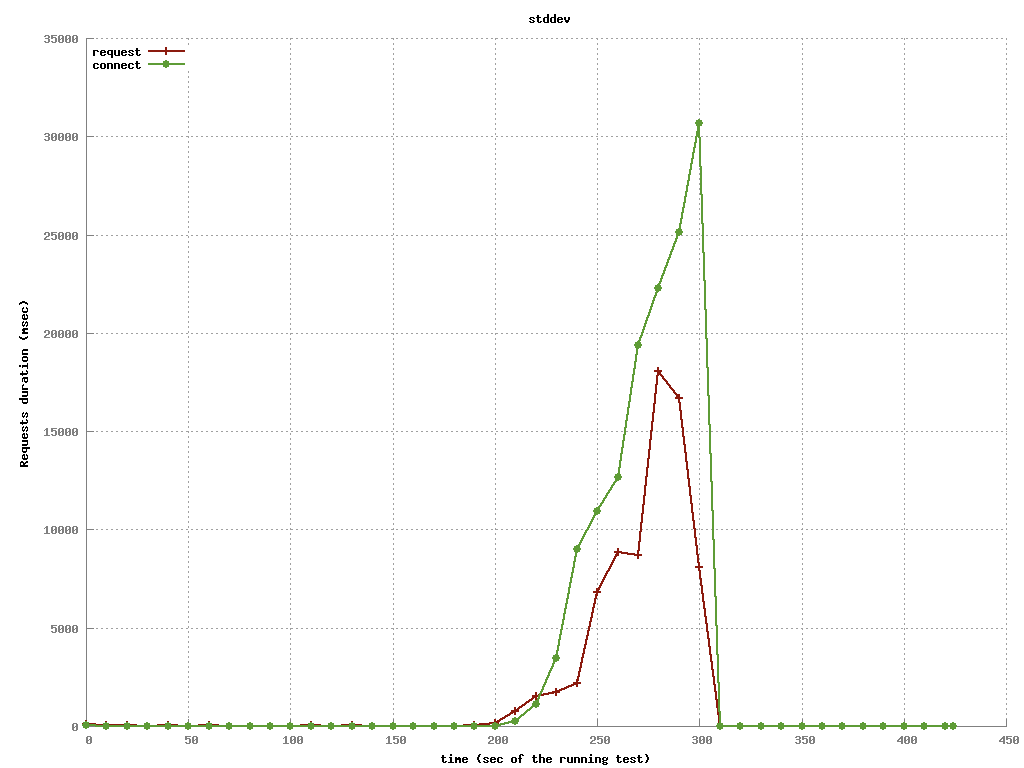 stddev
request
connect
35000
30000
25000
20000
15000
10000
5000
0
0 50 100 150 200 250 300 350 400 450
Requests duration (msec)
time (sec of the running test)